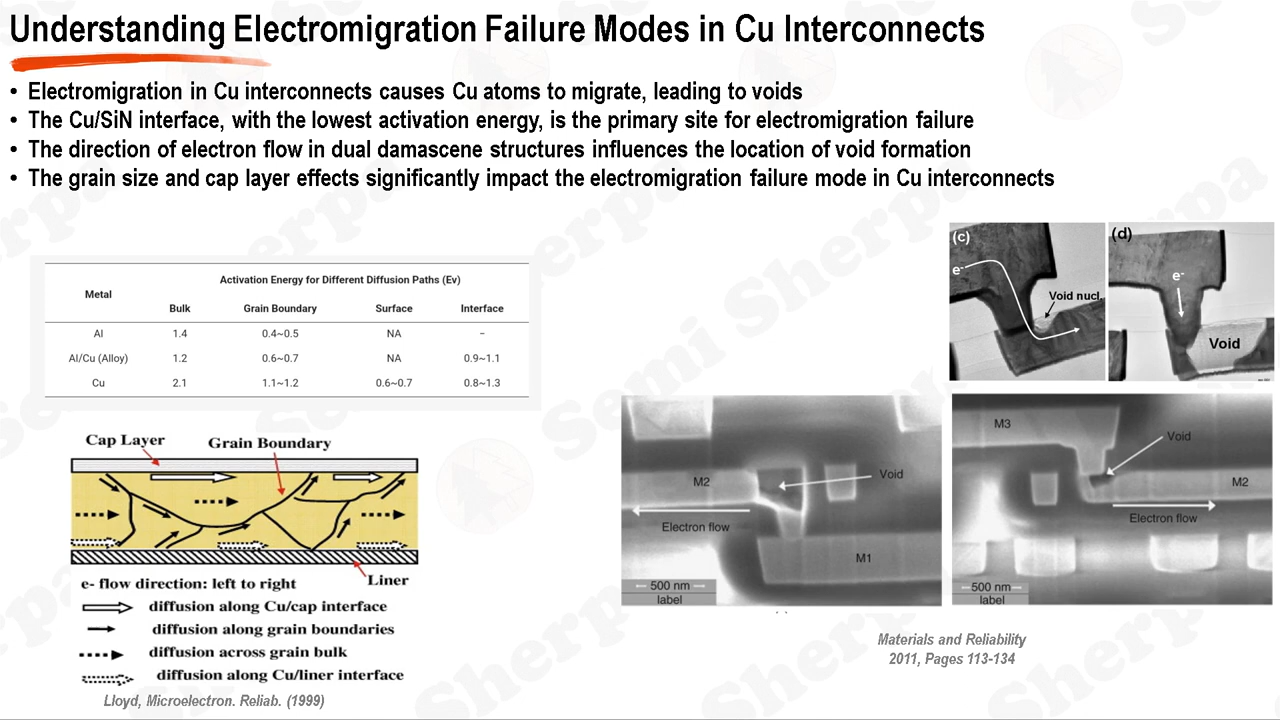 Understanding Electromigration Failure Modes in Cu Interconnects
• Electromigration in Cu interconnects causes Cu atoms to migrate, leading to voids
• The Cu/SiN interface, with the lowest activation energy, is the primary site for electromigration failure
• The direction of electron flow in dual damascene structures influences the location of void formation
• The grain size and cap layer effects significantly impact the electromigration failure mode in Cu interconnects
Metal
Activation Energy for Different Diffusion Paths (Ev)
Bulk Grain Boundary Surface Interface
Al 1.4 0.4~0.5 NA –
Al/Cu (Alloy) 1.2 0.6~0.7 NA 0.9~1.1
Cu 2.1 1.1~1.2 0.6~0.7 0.8~1.3
Cap Layer
Grain Boundary
Liner
e- flow direction: left to right
diffusion along Cu/cap interface
diffusion along grain boundaries
diffusion across grain bulk
diffusion along Cu/liner interface
Lloyd, Microelectron. Reliab. (1999)
(c)
e-
Void nucl.
(d)
e-
Void
M2
Void
Electron flow
M1
500 nm
label
M3
Void
M2
Electron flow
500 nm
label
Materials and Reliability
2011, Pages 113-134
Semi Sherpa